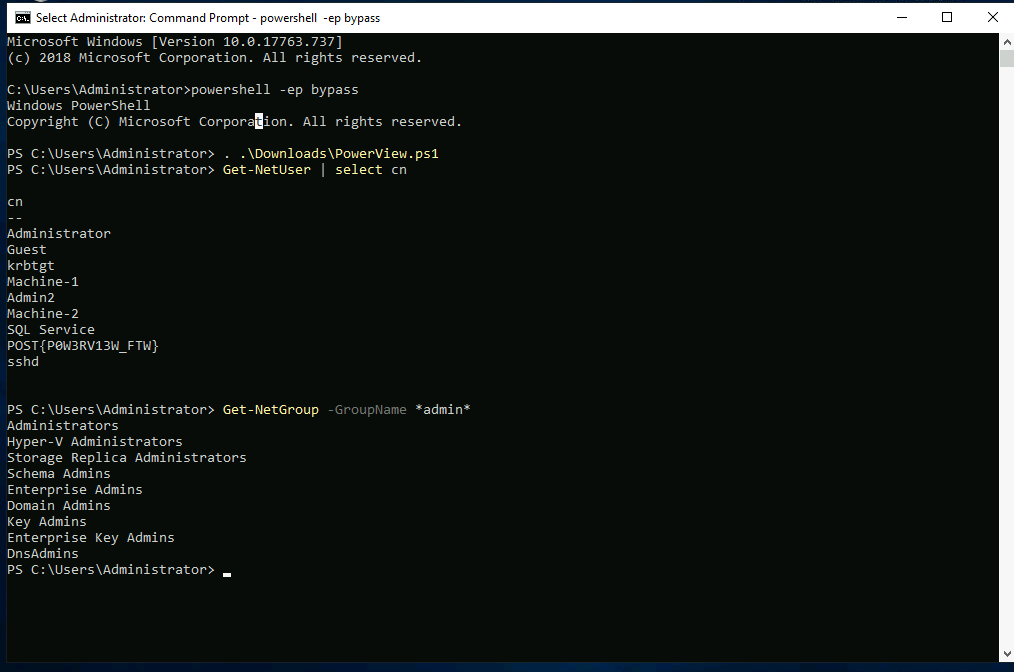 Select Administrator: Command Prompt - powershell  -ep bypass
Microsoft Windows [Version 10.0.17763.737]
(c) 2018 Microsoft Corporation. All rights reserved.
C:\Users\Administrator>powershell -ep bypass
Windows PowerShell
Copyright (C) Microsoft Corporation. All rights reserved.
PS C:\Users\Administrator> . .\Downloads\PowerView.ps1
PS C:\Users\Administrator> Get-NetUser | select cn
cn
--
Administrator
Guest
krbtgt
Machine-1
Admin2
Machine-2
SQL Service
POST{P0W3RV13W_FTW}
sshd
PS C:\Users\Administrator> Get-NetGroup -GroupName *admin*
Administrators
Hyper-V Administrators
Storage Replica Administrators
Schema Admins
Enterprise Admins
Domain Admins
Key Admins
Enterprise Key Admins
DnsAdmins
PS C:\Users\Administrator>